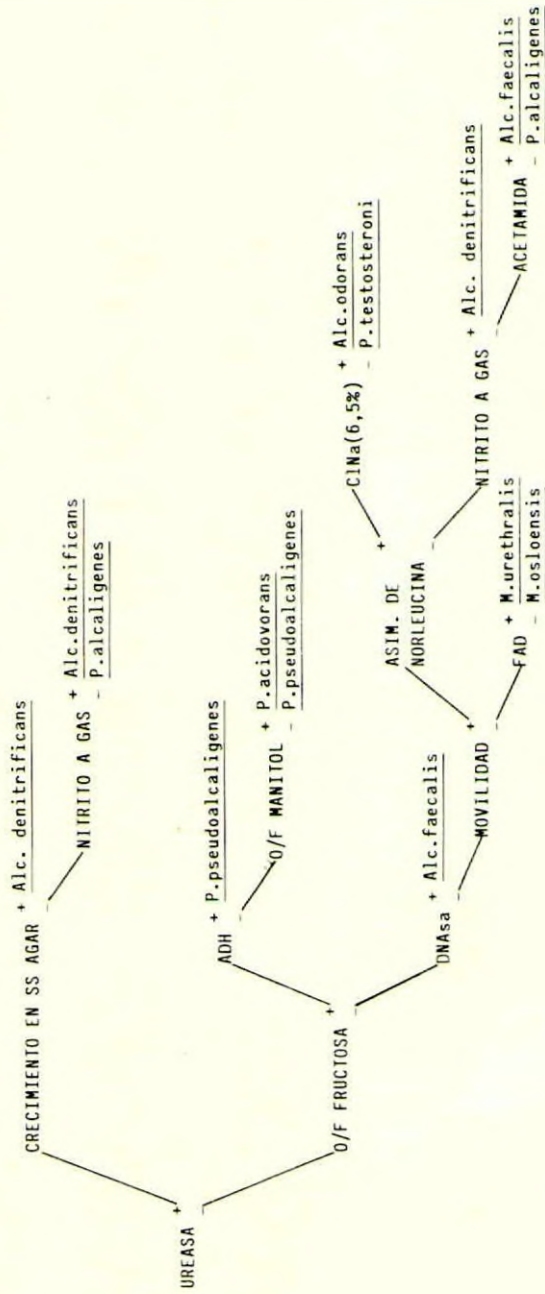 UREASA
+
-
CRECIMIENTO EN SS AGAR
+ Alc. denitrificans
-
NITRITO A GAS
+ Alc.denitrificans
- P.alcaligenes
O/F FRUCTOSA
+
-
ADH
+ P.pseudoalcaligenes
-
O/F MANITOL
+ P.acidovorans
- P.pseudoalcaligenes
DNAsa
+ Alc.faecalis
-
MOVILIDAD
+
-
ASIM. DE
NORLEUCINA
+
-
ClNa(6,5%)
+ Alc.odorans
- P.testosteroni
NITRITO A GAS
+ Alc. denitrificans
-
ACETAMIDA
+ Alc.faecalis
- P.alcaligenes
FAD
+ M.urethralis
- M.osloensis